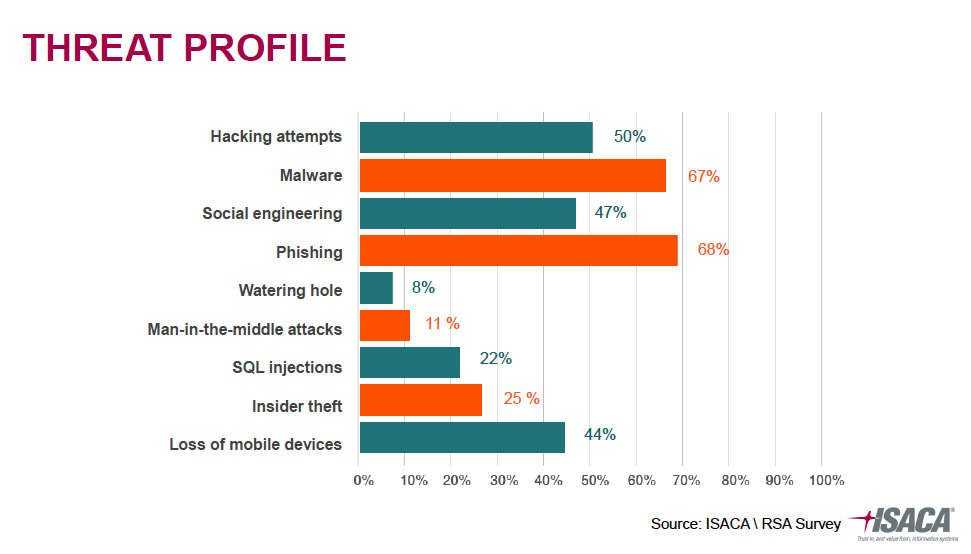 THREAT PROFILE
Hacking attempts 50%
Malware 67%
Social engineering 47%
Phishing 68%
Watering hole 8%
Man-in-the-middle attacks 11 %
SQL injections 22%
Insider theft 25 %
Loss of mobile devices 44%
0% 10% 20% 30% 40% 50% 60% 70% 80% 90% 100%
Source: ISACA \ RSA Survey
ISACA®
Trust in, and value from, information systems